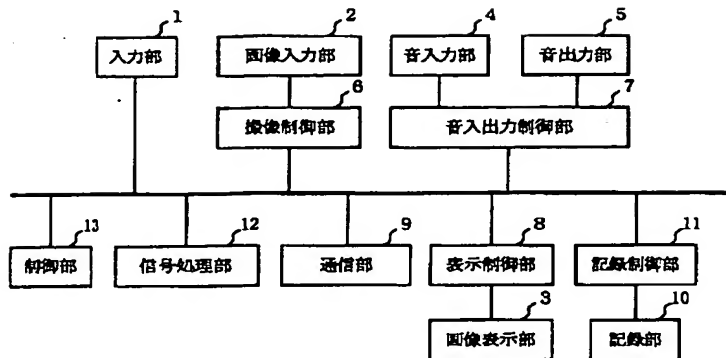 1 2 4 5
入力部 画像入力部 音入力部 音出力部
6 7
撮像制御部 音入出力制御部
13 12 9 8 11
制御部 信号処理部 通信部 表示制御部 記録制御部
3 10
画像表示部 記録部